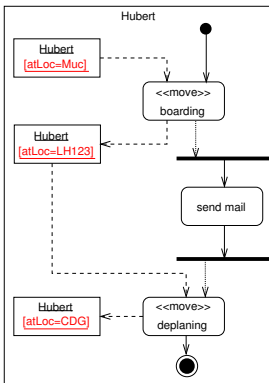 Hubert
Hubert
[atLoc=Muc]
<<move>>
boarding
Hubert
[atLoc=LH123]
send mail
Hubert
[atLoc=CDG]
<<move>>
deplaning